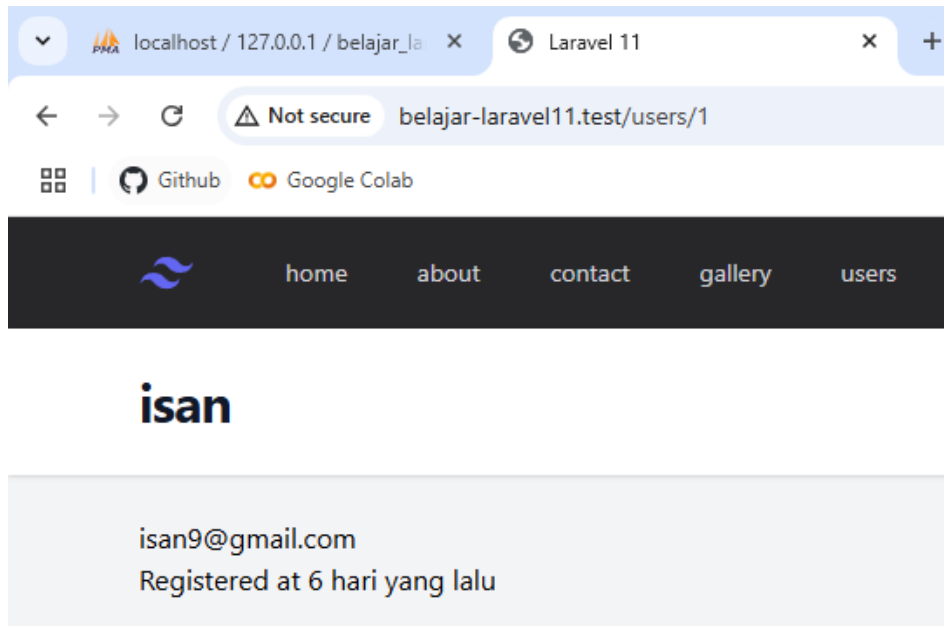 PMA localhost / 127.0.0.1 / belajar_la
Laravel 11
Not secure belajar-laravel11.test/users/1
Github Google Colab
home about contact gallery users
isan
isan9@gmail.com
Registered at 6 hari yang lalu